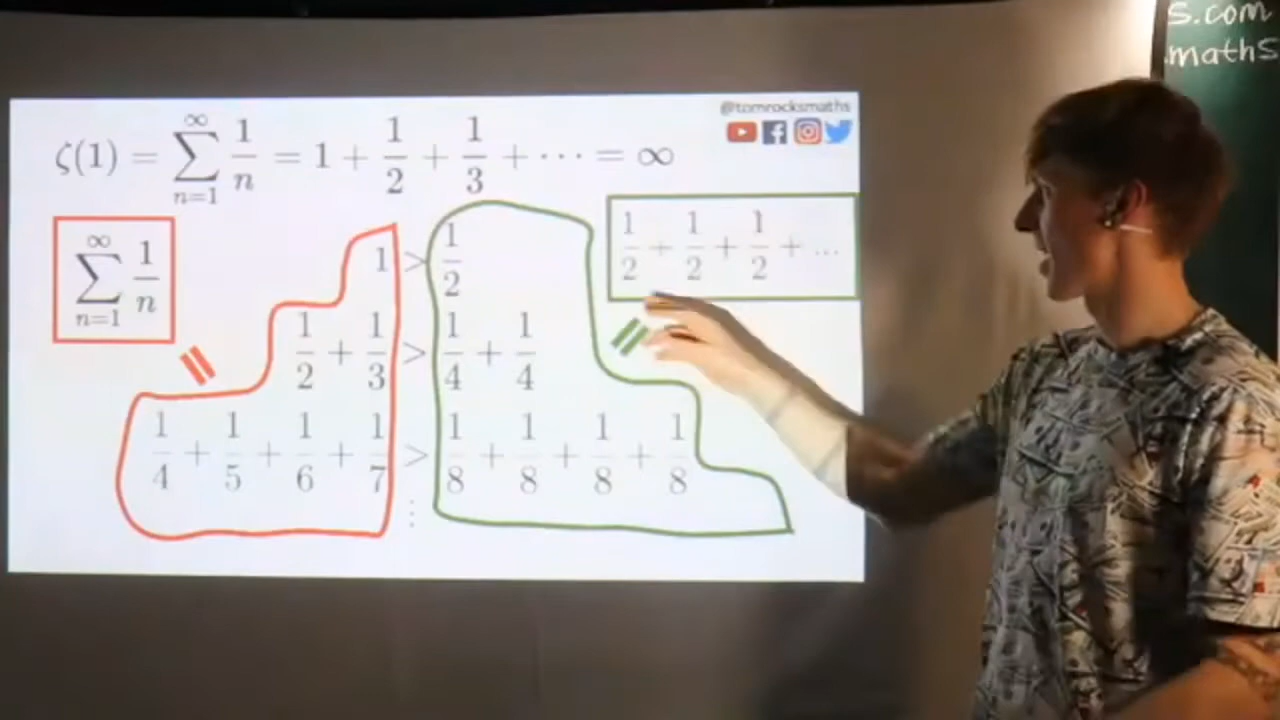 s.com
maths
@tomrocksmaths
ζ(1) = ∑_{n=1}^{∞} 1/n = 1 + 1/2 + 1/3 + ··· = ∞
∑_{n=1}^{∞} 1/n
1 > 1/2
1/2 + 1/2 + 1/2 + ...
1/2 + 1/3 > 1/4 + 1/4
=
=
1/4 + 1/5 + 1/6 + 1/7 > 1/8 + 1/8 + 1/8 + 1/8
⋮